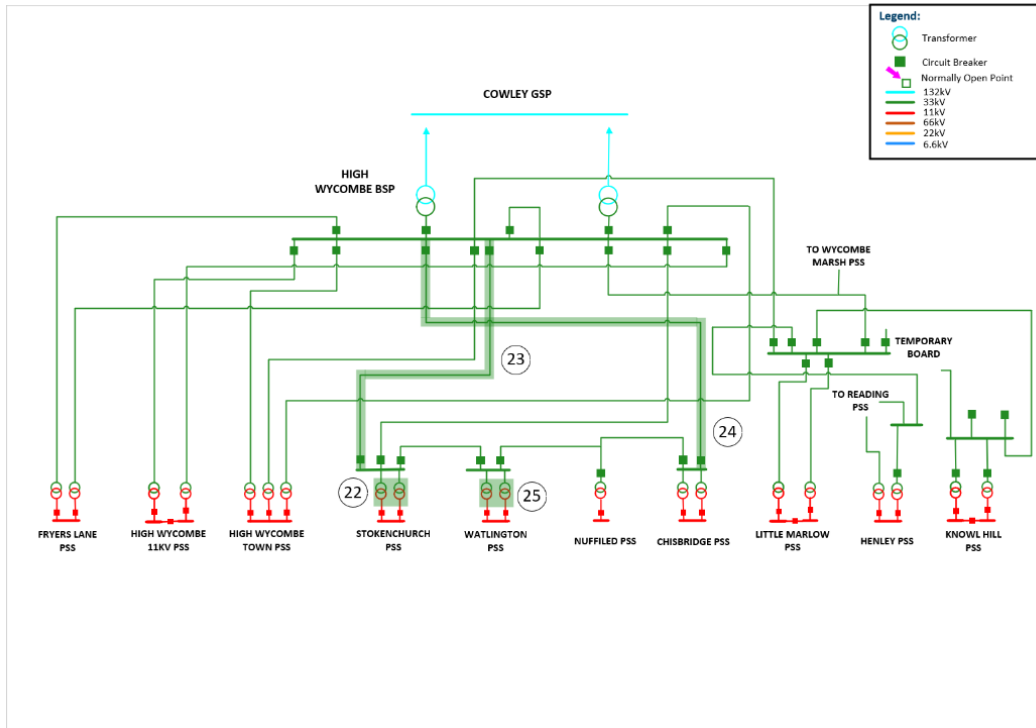 Legend:
Transformer
Circuit Breaker
Normally Open Point
132kV
33kV
11kV
66kV
22kV
6.6kV
COWLEY GSP
HIGH
WYCOMBE BSP
TO WYCOMBE
MARSH PSS
TEMPORARY
BOARD
23
TO READING
PSS
24
22
25
FRYERS LANE
PSS
HIGH WYCOMBE
11KV PSS
HIGH WYCOMBE
TOWN PSS
STOKENCHURCH
PSS
WATLINGTON
PSS
NUFFILED PSS
CHISBRIDGE PSS
LITTLE MARLOW
PSS
HENLEY PSS
KNOWL HILL
PSS